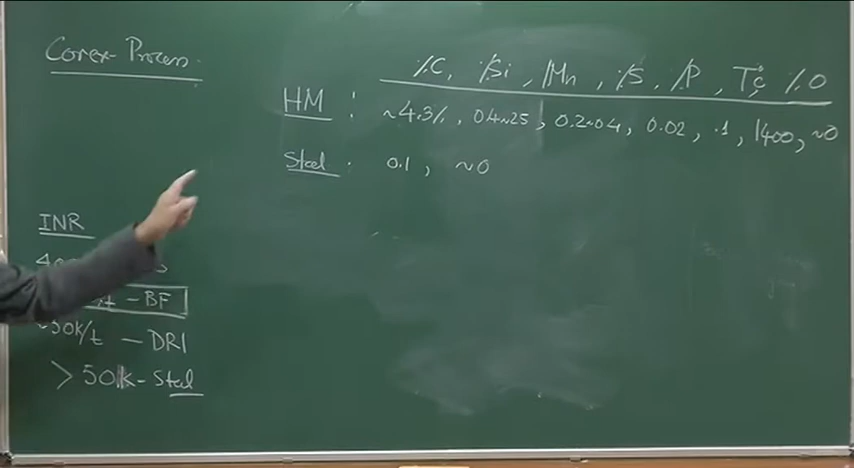 Corex Process
%C, %Si, %Mn, %S, %P, T°C, %O
HM : ~4.3%, 0.4~.25, 0.2~0.4, 0.02, .1, 1400, ~0
Steel : 0.1, ~0
INR
- BF
~50K/t - DRI
> 50K - Steel